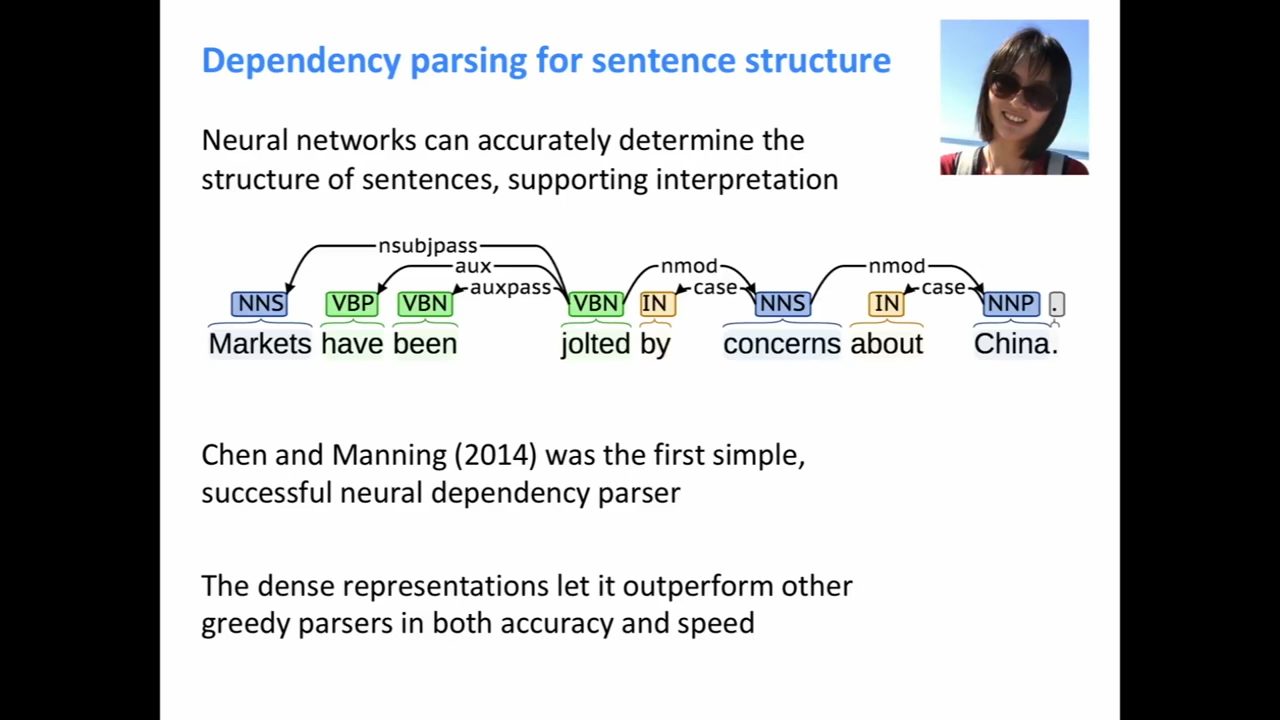 Dependency parsing for sentence structure
Neural networks can accurately determine the
structure of sentences, supporting interpretation
nsubjpass
aux nmod nmod
auxpass case case
NNS VBP VBN VBN IN NNS IN NNP .
Markets have been jolted by concerns about China.
Chen and Manning (2014) was the first simple,
successful neural dependency parser
The dense representations let it outperform other
greedy parsers in both accuracy and speed